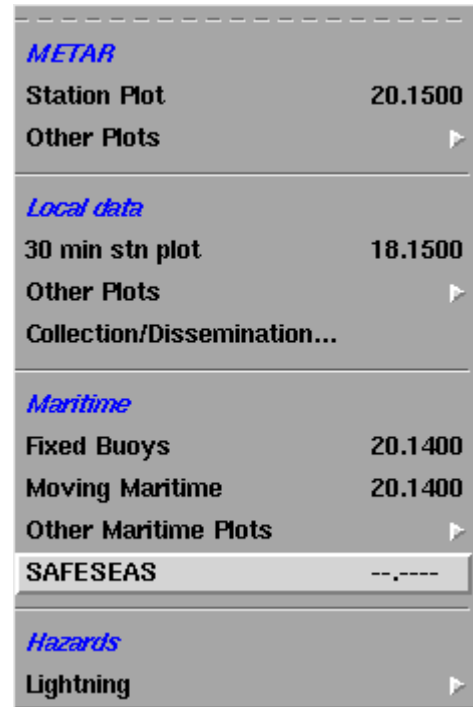 METAR
Station Plot 20.1500
Other Plots
Local data
30 min stn plot 18.1500
Other Plots
Collection/Dissemination...
Maritime
Fixed Buoys 20.1400
Moving Maritime 20.1400
Other Maritime Plots
SAFESEAS --.----
Hazards
Lightning